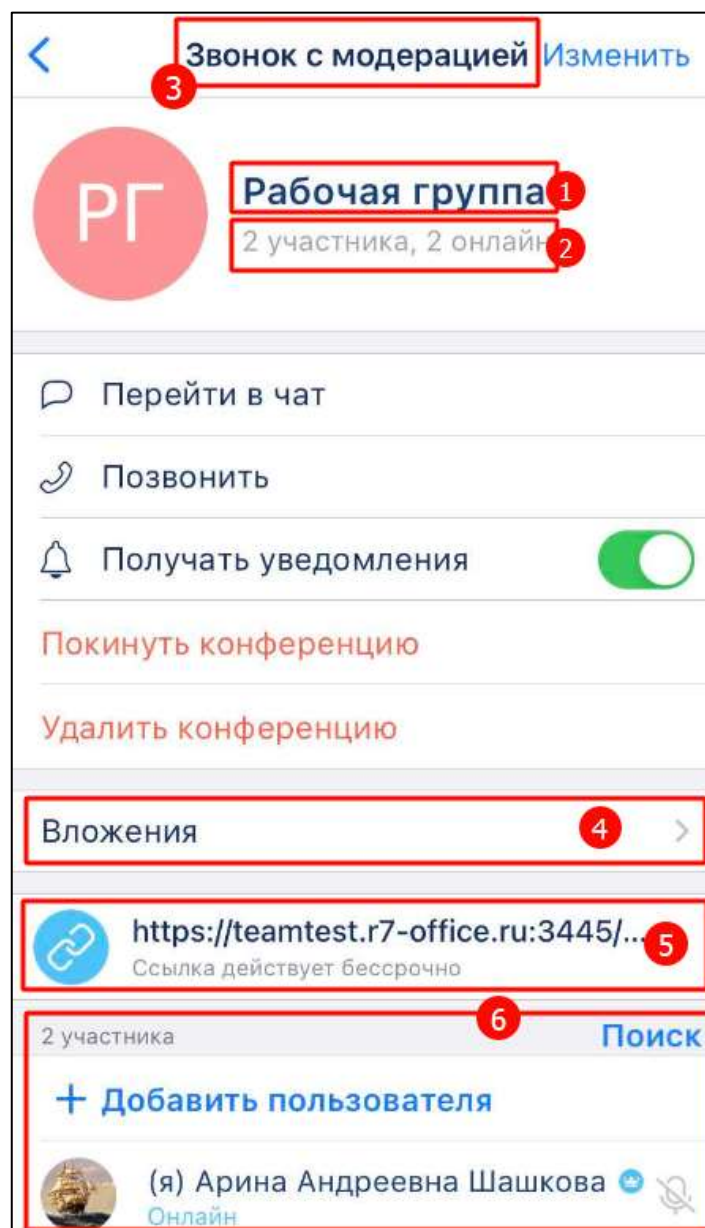 Звонок с модерацией Изменить
3
РГ
Рабочая группа 1
2 участника, 2 онлайн 2
Перейти в чат
Позвонить
Получать уведомления
Покинуть конференцию
Удалить конференцию
Вложения 4
https://teamtest.r7-office.ru:3445/... 5
Ссылка действует бессрочно
6
2 участника Поиск
+ Добавить пользователя
(я) Арина Андреевна Шашкова
Онлайн